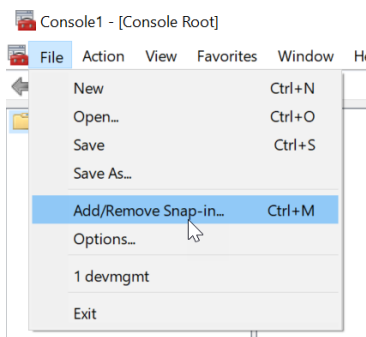 Console1 - [Console Root]
File Action View Favorites Window
New Ctrl+N
Open... Ctrl+O
Save Ctrl+S
Save As...
Add/Remove Snap-in... Ctrl+M
Options...
1 devmgmt
Exit